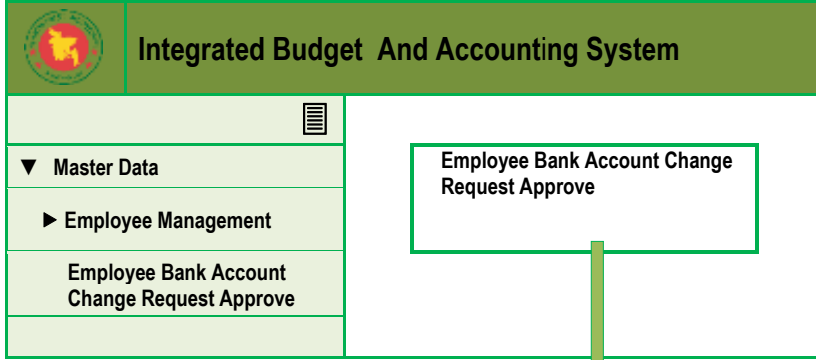 Integrated Budget And Accounting System
▼ Master Data
▶ Employee Management
Employee Bank Account
Change Request Approve
Employee Bank Account Change
Request Approve